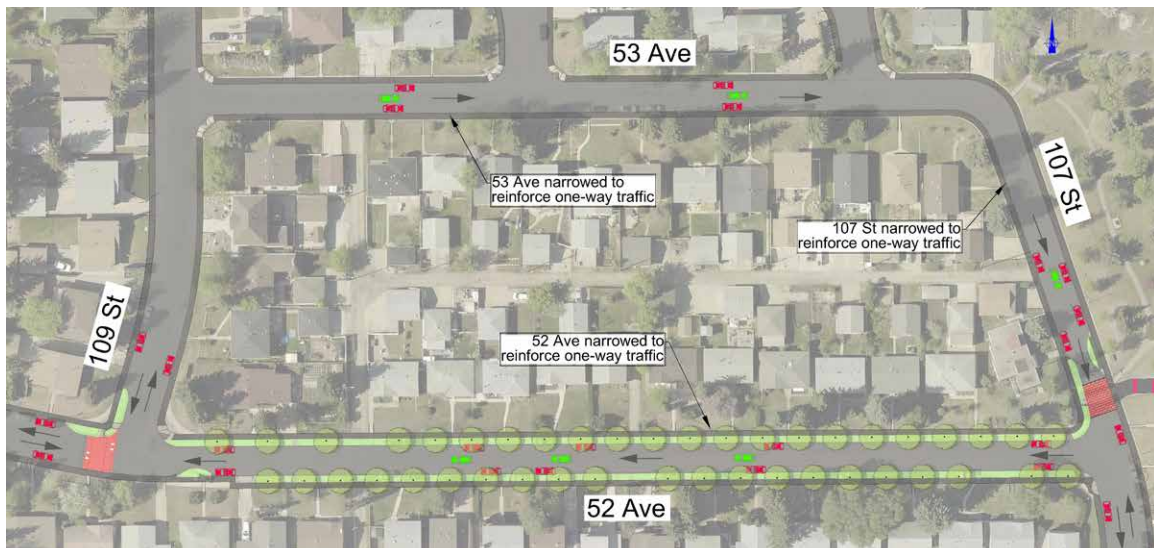 53 Ave
107 St
53 Ave narrowed to
reinforce one-way traffic
107 St narrowed to
reinforce one-way traffic
109 St
52 Ave narrowed to
reinforce one-way traffic
52 Ave